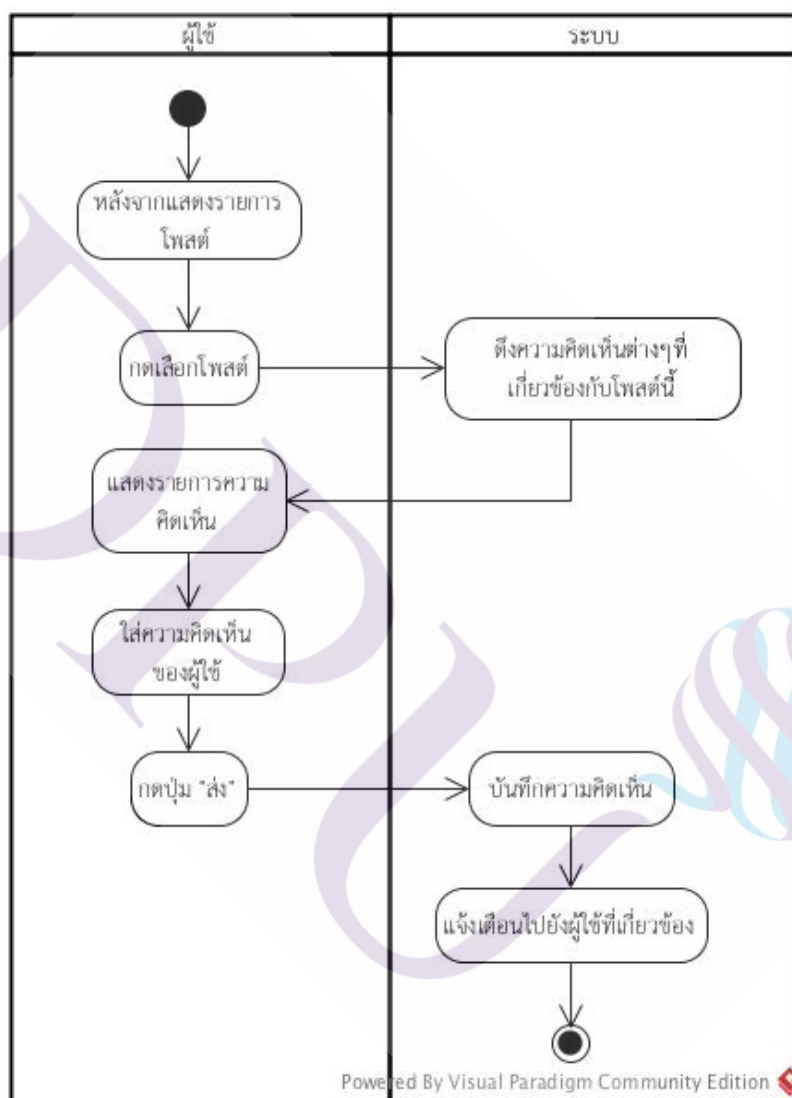 ผู้ใช้
ระบบ
หลังจากแสดงรายการ
โพสต์
กดเลือกโพสต์
ดึงความคิดเห็นต่างๆที่
เกี่ยวข้องกับโพสต์นี้
แสดงรายการความ
คิดเห็น
ใส่ความคิดเห็น
ของผู้ใช้
กดปุ่ม "ส่ง"
บันทึกความคิดเห็น
แจ้งเตือนไปยังผู้ใช้ที่เกี่ยวข้อง
Powered By Visual Paradigm Community Edition
DPU